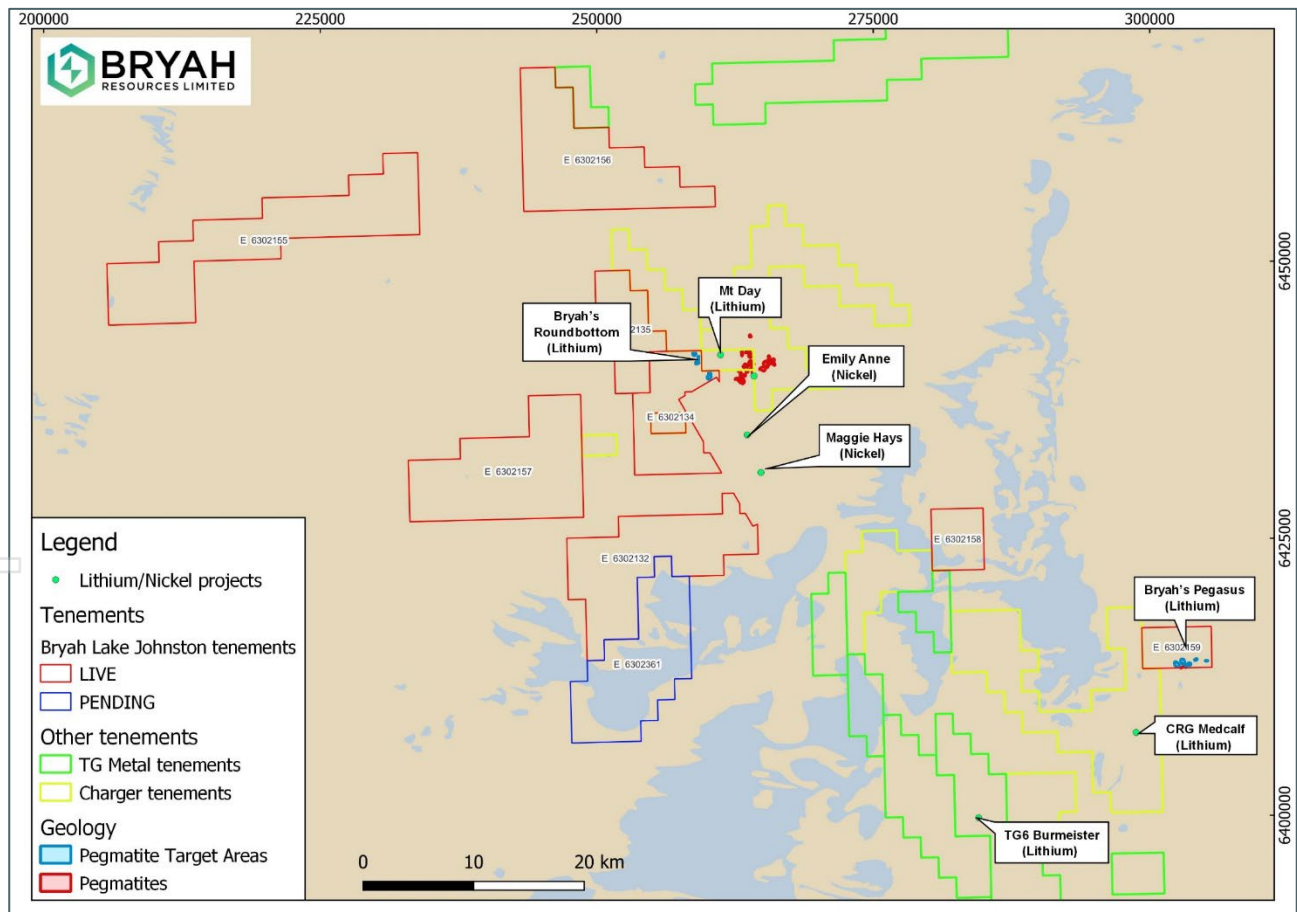 200000
225000
250000
275000
300000
BRYAH
RESOURCES LIMITED
E 6302156
E 6302155
6450000
Mt Day
(Lithium)
Bryah's
Roundbottom
(Lithium)
2135
Emily Anne
(Nickel)
E 6302134
Maggie Hays
(Nickel)
E 6302157
E 6302158
6425000
E 6302132
Bryah's Pegasus
(Lithium)
E 6302159
E 6302361
CRG Medcalf
(Lithium)
TG6 Burmeister
(Lithium)
6400000
Legend
Lithium/Nickel projects
Tenements
Bryah Lake Johnston tenements
LIVE
PENDING
Other tenements
TG Metal tenements
Charger tenements
Geology
Pegmatite Target Areas
Pegmatites
0 10 20 km